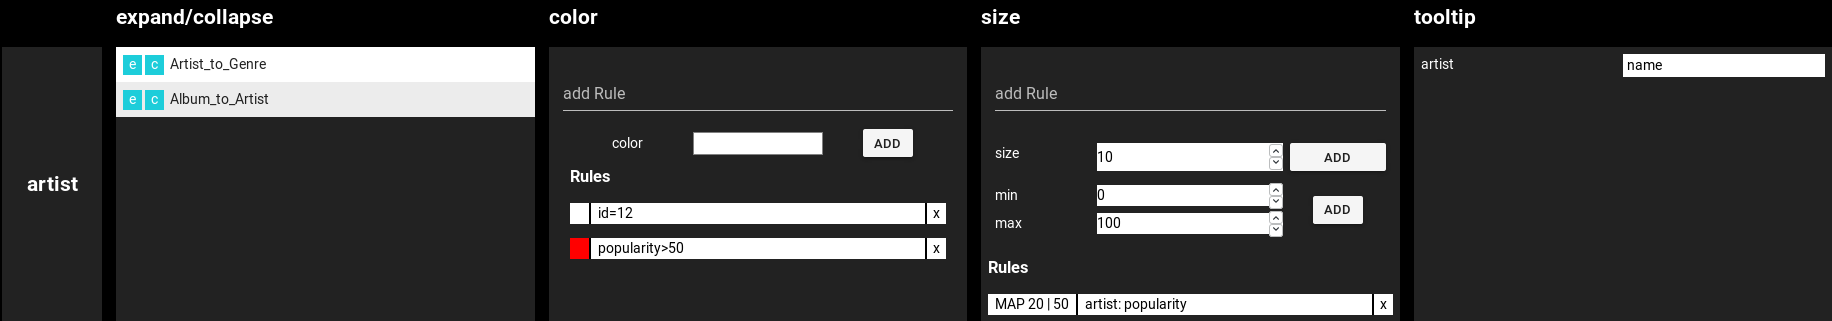 expand/collapse
color
size
tooltip
artist
e c Artist_to_Genre
e c Album_to_Artist
add Rule
color
ADD
Rules
id=12 x
popularity>50 x
add Rule
size 10 ADD
min 0
max 100
ADD
Rules
MAP 20 | 50 artist: popularity x
artist name